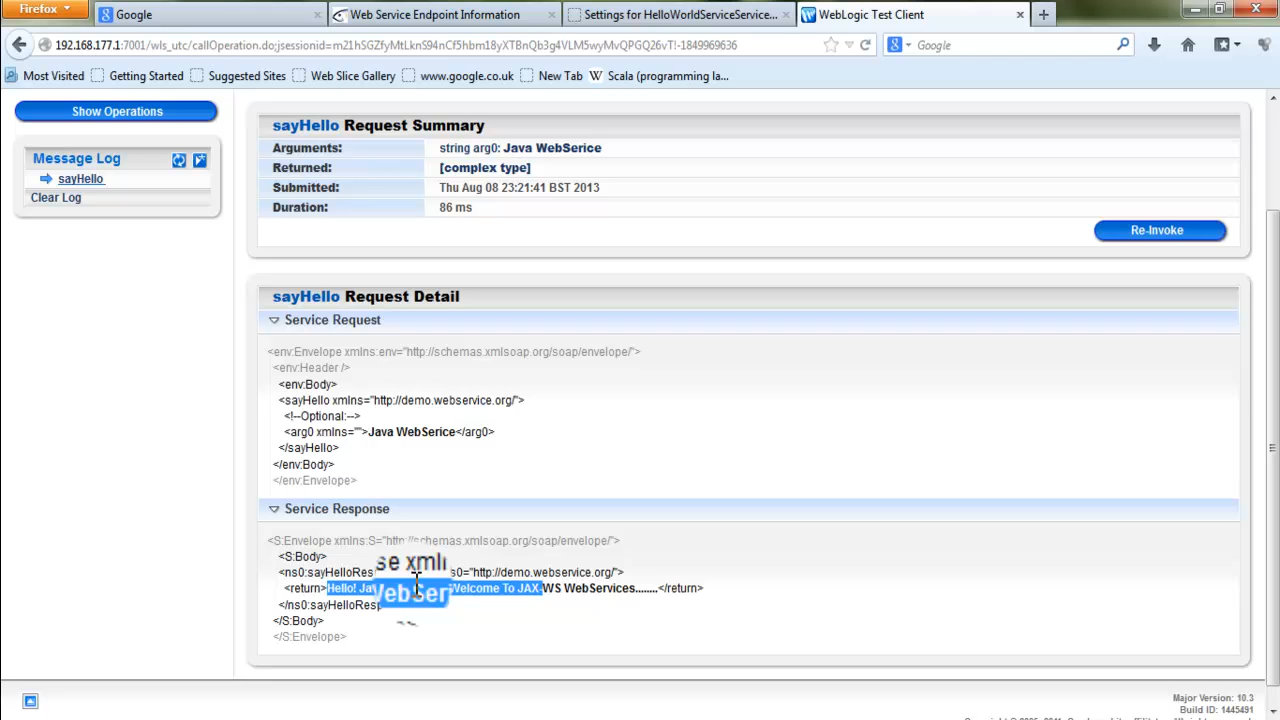 Firefox
Google
Web Service Endpoint Information
Settings for HelloWorldServiceService...
WebLogic Test Client
192.168.177.1:7001/wls_utc/callOperation.do;jsessionid=m21hSGZfyMtLknS94nCf5hbm18yXTBnQb3g4VLM5wyMvQPGQ26vT!-1849969636
Google
Most Visited
Getting Started
Suggested Sites
Web Slice Gallery
www.google.co.uk
New Tab
Scala (programming la...
Show Operations
Message Log
sayHello
Clear Log
sayHello Request Summary
Arguments: string arg0: Java WebSerice
Returned: [complex type]
Submitted: Thu Aug 08 23:21:41 BST 2013
Duration: 86 ms
Re-Invoke
sayHello Request Detail
Service Request
<env:Envelope xmlns:env="http://schemas.xmlsoap.org/soap/envelope/">
<env:Header />
<env:Body>
<sayHello xmlns="http://demo.webservice.org/">
<!--Optional:-->
<arg0 xmlns="">Java WebSerice</arg0>
</sayHello>
</env:Body>
</env:Envelope>
Service Response
<S:Envelope xmlns:S="http://schemas.xmlsoap.org/soap/envelope/">
<S:Body>
<ns0:sayHelloRes se xmln s0="http://demo.webservice.org/">
<return>Hello! Ja WebSer Welcome To JAX-WS WebServices........</return>
</ns0:sayHelloResp
</S:Body>
</S:Envelope>
Major Version: 10.3
Build ID: 1445491